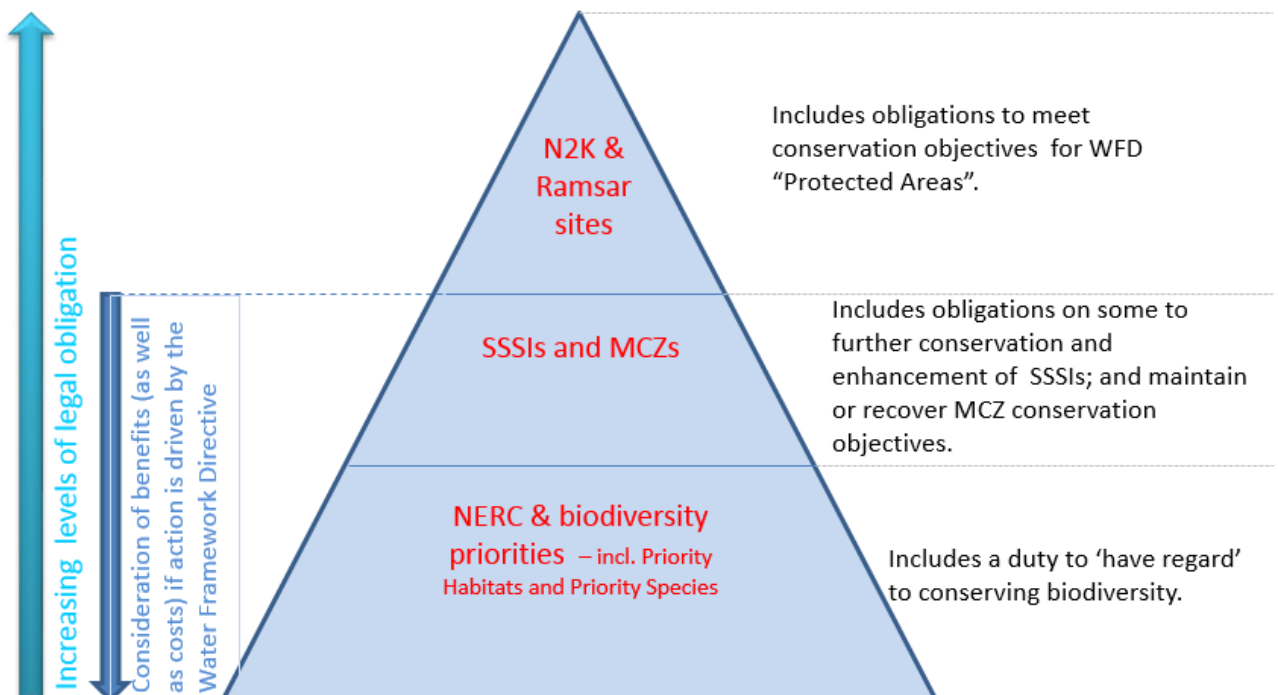 Increasing levels of legal obligation
Consideration of benefits (as well
as costs) if action is driven by the
Water Framework Directive
N2K &
Ramsar
sites
Includes obligations to meet
conservation objectives for WFD
“Protected Areas”.
SSSIs and MCZs
Includes obligations on some to
further conservation and
enhancement of SSSIs; and maintain
or recover MCZ conservation
objectives.
NERC & biodiversity
priorities – incl. Priority
Habitats and Priority Species
Includes a duty to ‘have regard’
to conserving biodiversity.